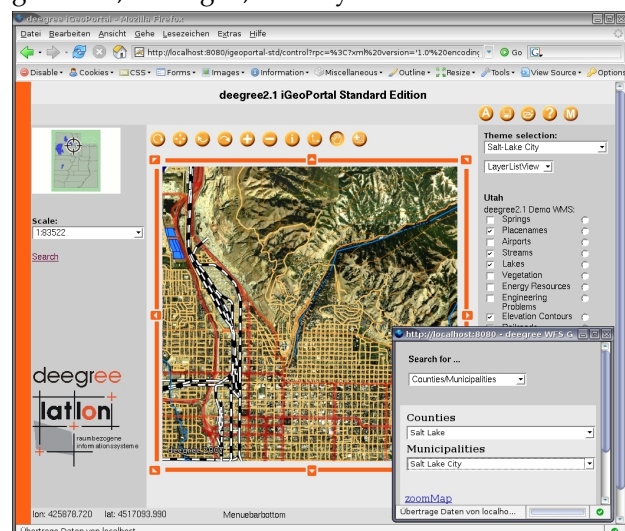 deegree iGeoPortal - Mozilla Firefox
Datei Bearbeiten Ansicht Gehe Lesezeichen Extras Hilfe
http://localhost:8080/igeoportal-std/control?rpc=%3C?xml%20version='1.0'%20encoding
Go
Disable Cookies CSS Forms Images Information Miscellaneous Outline Resize Tools View Source Options
deegree2.1 iGeoPortal Standard Edition
A ? M
Theme selection:
Salt-Lake City
LayerListView
Scale:
1:83522
Search
Utah
deegree2.1 Demo WMS:
Springs
Placenames
Airports
Streams
Lakes
Vegetation
Energy Resources
Engineering
Problems
Elevation Contours
Railroads
http://localhost:8080 - deegree WFS G
Search for ...
Counties/Municipalities
Counties
Salt Lake
Municipalities
Salt Lake City
zoomMap
Übertrage Daten von localho...
deegree
lat lon
raumbezogene
informationssysteme
lon: 425878.720 lat: 4517093.990 Menuebarbottom
Übertrage Daten von localhost